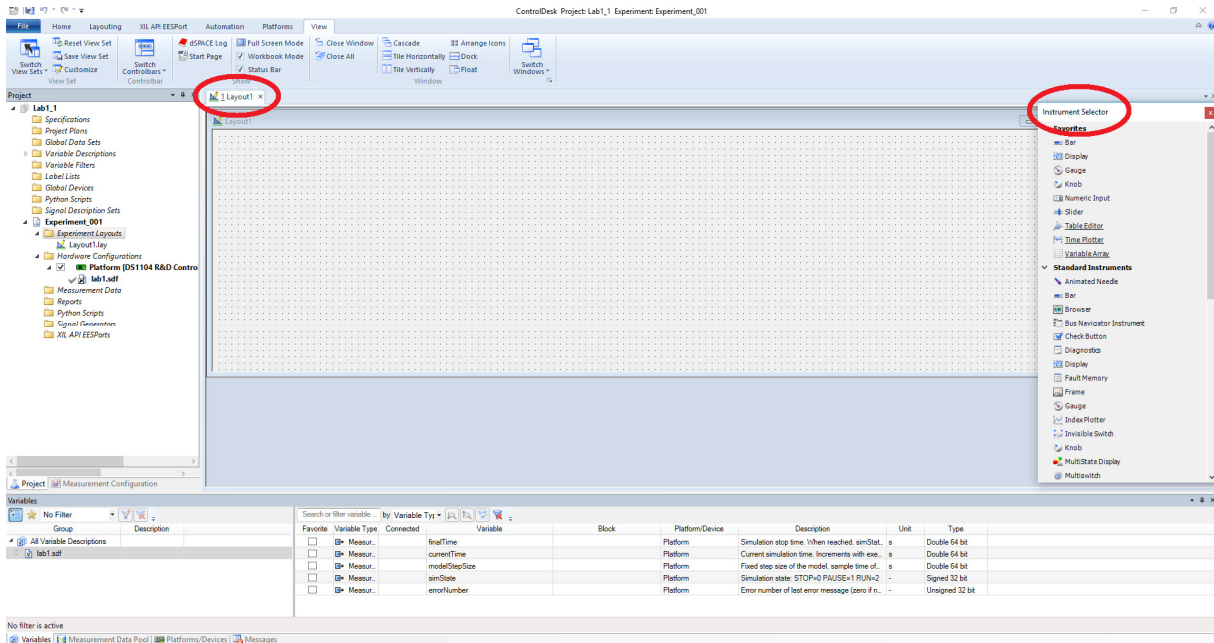 ControlDesk Project: Lab1_1 Experiment: Experiment_001
File Home Layouting XIL API EESPort Automation Platforms View
Switch View Sets
Reset View Set
Save View Set
Customize
View Set
Switch Controlbars
Controlbar
dSPACE Log
Start Page
Full Screen Mode
Workbook Mode
Status Bar
Show
Close Window
Close All
Cascade
Tile Horizontally
Tile Vertically
Arrange Icons
Dock
Float
Switch Windows
Window
Project
Lab1_1
Specifications
Project Plans
Global Data Sets
Variable Descriptions
Variable Filters
Label Lists
Global Devices
Python Scripts
Signal Description Sets
Experiment_001
Experiment Layouts
Layout1.lay
Hardware Configurations
Platform [DS1104 R&D Contro
lab1.sdf
Measurement Data
Reports
Python Scripts
Signal Generators
XIL API EESPorts
Project Measurement Configuration
1 Layout1 ×
Layout1
Instrument Selector
Favorites
Bar
Display
Gauge
Knob
Numeric Input
Slider
Table Editor
Time Plotter
Variable Array
Standard Instruments
Animated Needle
Bar
Browser
Bus Navigator Instrument
Check Button
Diagnostics
Display
Fault Memory
Frame
Gauge
Index Plotter
Invisible Switch
Knob
MultiState Display
Multiswitch
Variables
No Filter
Group Description
All Variable Descriptions
lab1.sdf
Search or filter variable ... by Variable Typ
Favorite Variable Type Connected Variable Block Platform/Device Description Unit Type
Measur... finalTime Platform Simulation stop time. When reached, simStat... s Double 64 bit
Measur... currentTime Platform Current simulation time. Increments with exe... s Double 64 bit
Measur... modelStepSize Platform Fixed step size of the model. sample time of... s Double 64 bit
Measur... simState Platform Simulation state: STOP=0 PAUSE=1 RUN=2 - Signed 32 bit
Measur... errorNumber Platform Error number of last error message (zero if n... - Unsigned 32 bit
No filter is active
Variables Measurement Data Pool Platforms/Devices Messages